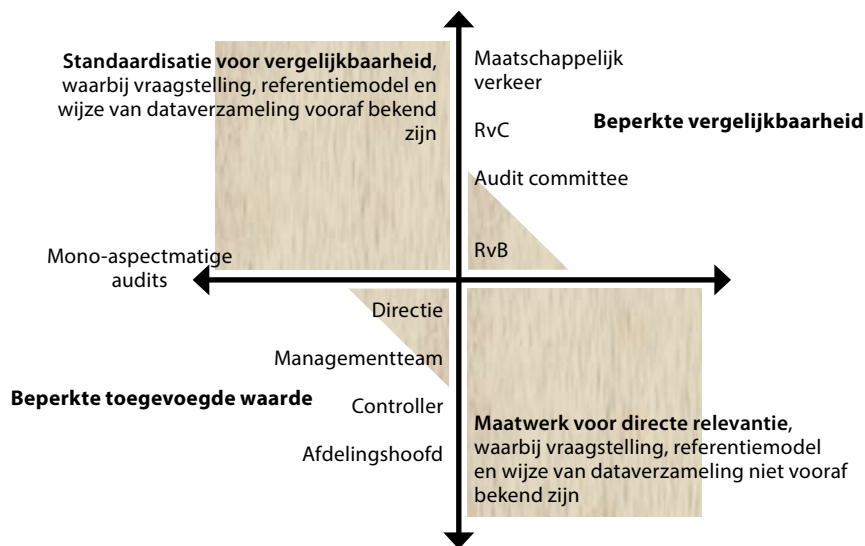 Standaardisatie voor vergelijkbaarheid,
waarbij vraagstelling, referentiemodel en
wijze van dataverzameling vooraf bekend
zijn
Maatschappelijk
verkeer
RvC
Beperkte vergelijkbaarheid
Audit committee
RvB
Mono-aspectmatige
audits
Directie
Managementteam
Beperkte toegevoegde waarde
Controller
Afdelingshoofd
Maatwerk voor directe relevantie,
waarbij vraagstelling, referentiemodel
en wijze van dataverzameling niet vooraf
bekend zijn